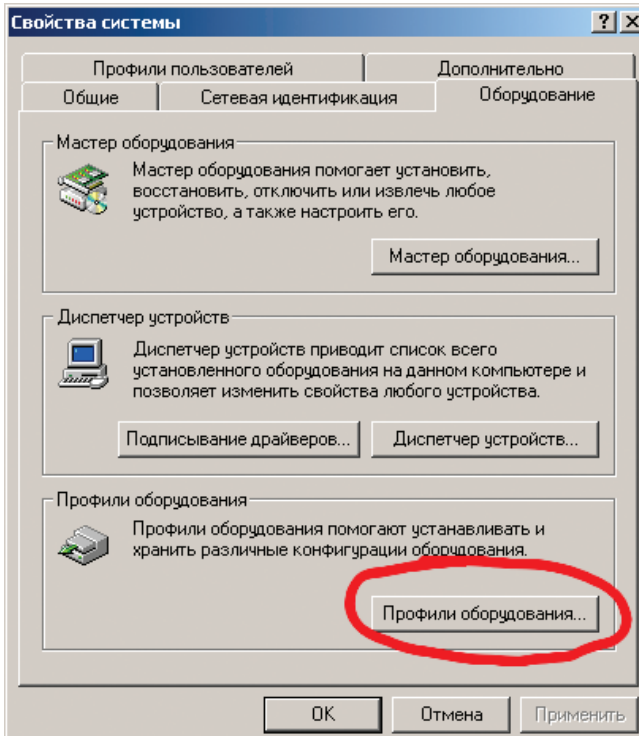 Свойства системы
Профили пользователей
Дополнительно
Общие
Сетевая идентификация
Оборудование
Мастер оборудования
Мастер оборудования помогает установить,
восстановить, отключить или извлечь любое
устройство, а также настроить его.
Мастер оборудования...
Диспетчер устройств
Диспетчер устройств приводит список всего
установленного оборудования на данном компьютере и
позволяет изменить свойства любого устройства.
Подписывание драйверов...
Диспетчер устройств...
Профили оборудования
Профили оборудования помогают устанавливать и
хранить различные конфигурации оборудования.
Профили оборудования...
OK
Отмена
Применить